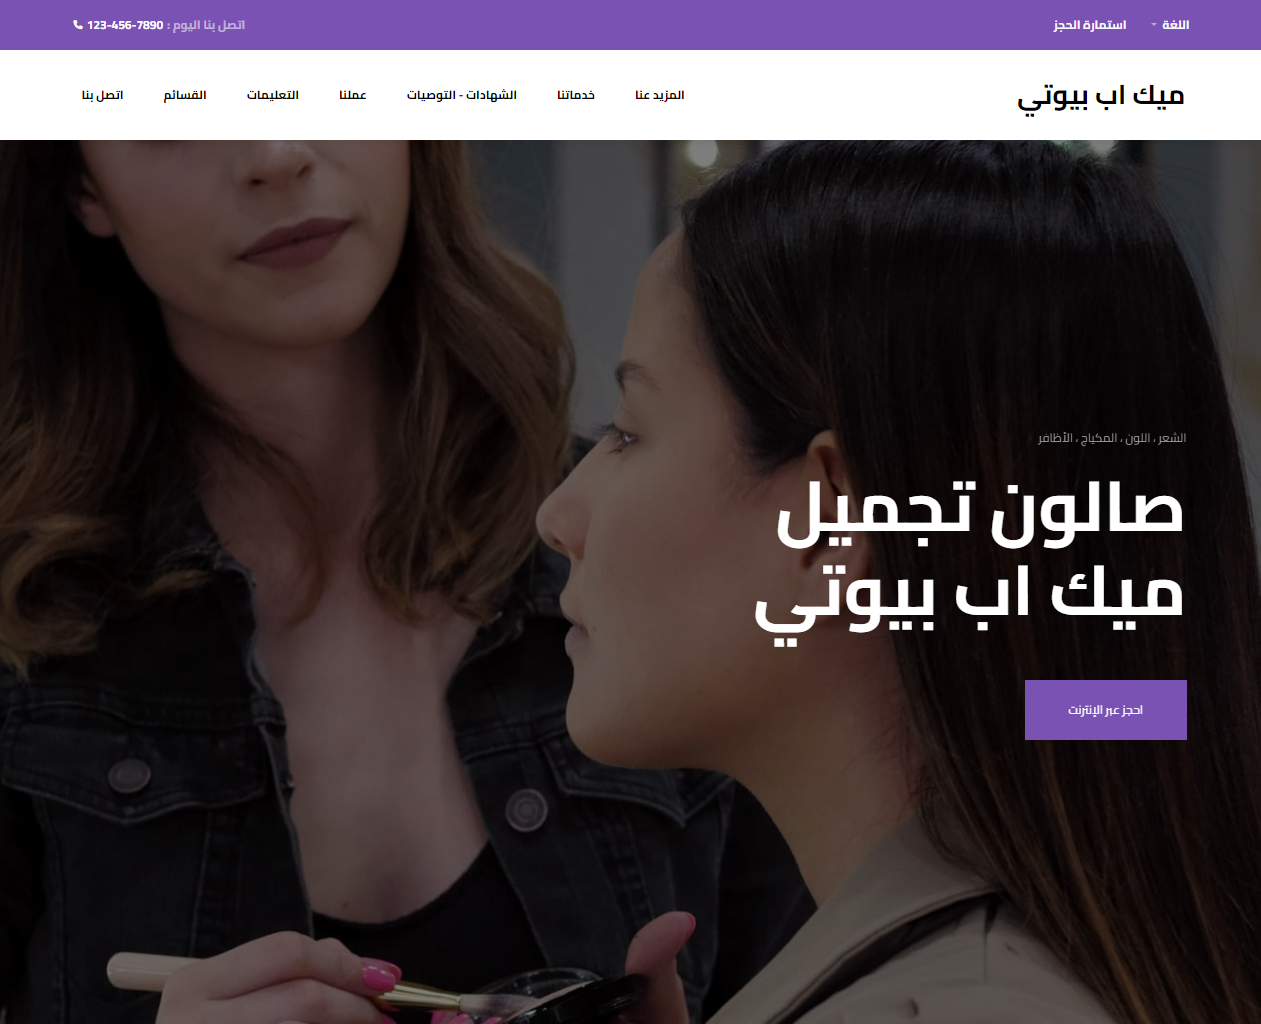 اللغة
استمارة الحجز
اتصل بنا اليوم : 123-456-7890
ميك اب بيوتي
المزيد عنا
خدماتنا
الشهادات - التوصيات
عملنا
التعليمات
القسائم
اتصل بنا
الشعر ، اللون ، المكياج ، الأظافر
صالون تجميل
ميك اب بيوتي
احجز عبر الإنترنت